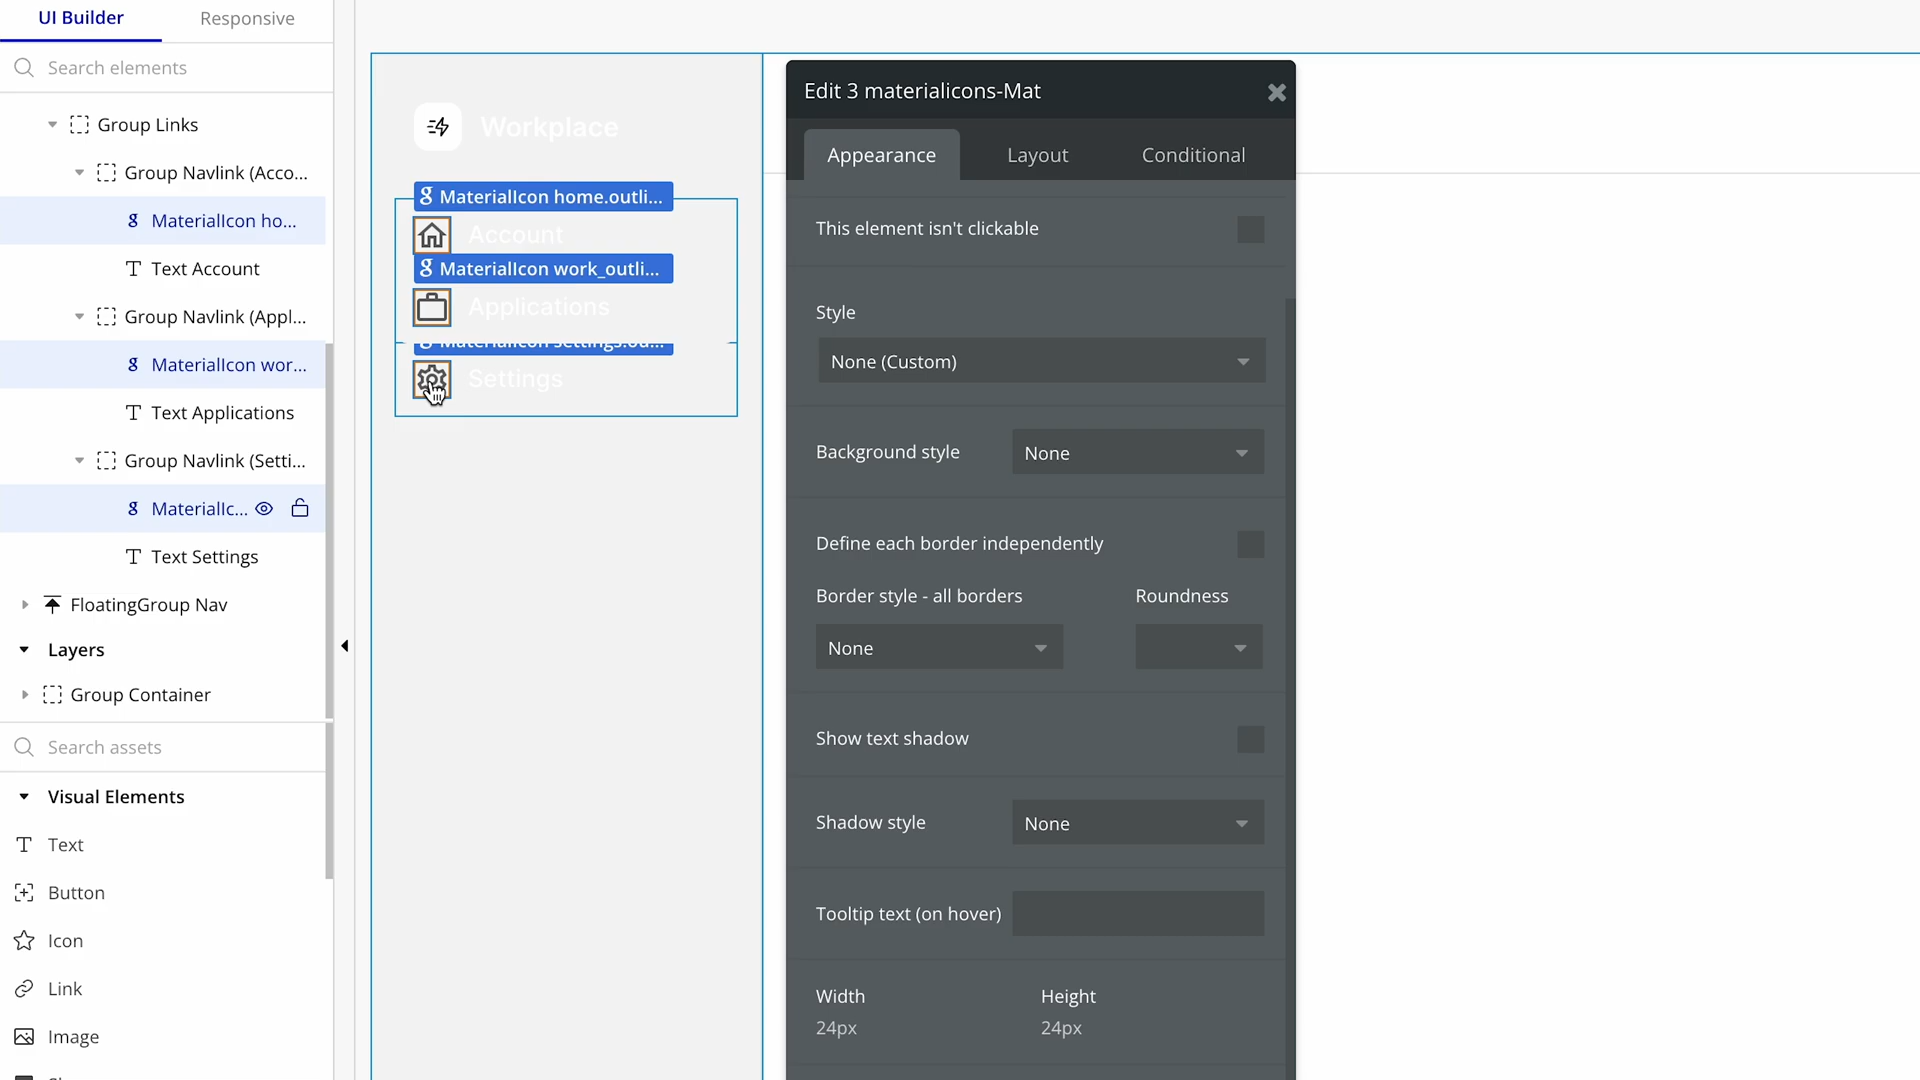 UI Builder
Responsive
Search elements
Group Links
Group Navlink (Acco...
MaterialIcon ho...
Text Account
Group Navlink (Appl...
MaterialIcon wor...
Text Applications
Group Navlink (Setti...
MaterialIc...
Text Settings
FloatingGroup Nav
Layers
Group Container
Search assets
Visual Elements
Text
Button
Icon
Link
Image
Workplace
MaterialIcon home.outli...
Account
MaterialIcon work_outli...
Applications
MaterialIcon settings.ou...
Settings
Edit 3 materialicons-Mat
Appearance
Layout
Conditional
This element isn't clickable
Style
None (Custom)
Background style
None
Define each border independently
Border style - all borders
Roundness
None
Show text shadow
Shadow style
None
Tooltip text (on hover)
Width
Height
24px
24px